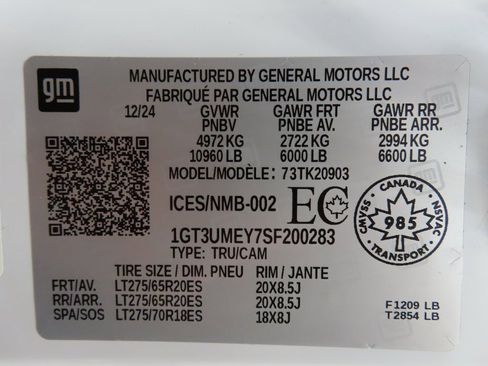 gm
MANUFACTURED BY GENERAL MOTORS LLC
FABRIQUÉ PAR GENERAL MOTORS LLC
12/24 GVWR GAWR FRT GAWR RR
PNBV PNBE AV. PNBE ARR.
4972 KG 2722 KG 2994 KG
10960 LB 6000 LB 6600 LB
MODEL/MODÈLE: 73TK20903
ICES/NMB-002 EC
CANADA
CMVSS 985 NSVAC
TRANSPORT
1GT3UMEY7SF200283
TYPE: TRU/CAM
TIRE SIZE / DIM. PNEU RIM / JANTE
FRT/AV. LT275/65R20ES 20X8.5J
RR/ARR. LT275/65R20ES 20X8.5J F1209 LB
SPA/SOS LT275/70R18ES 18X8J T2854 LB